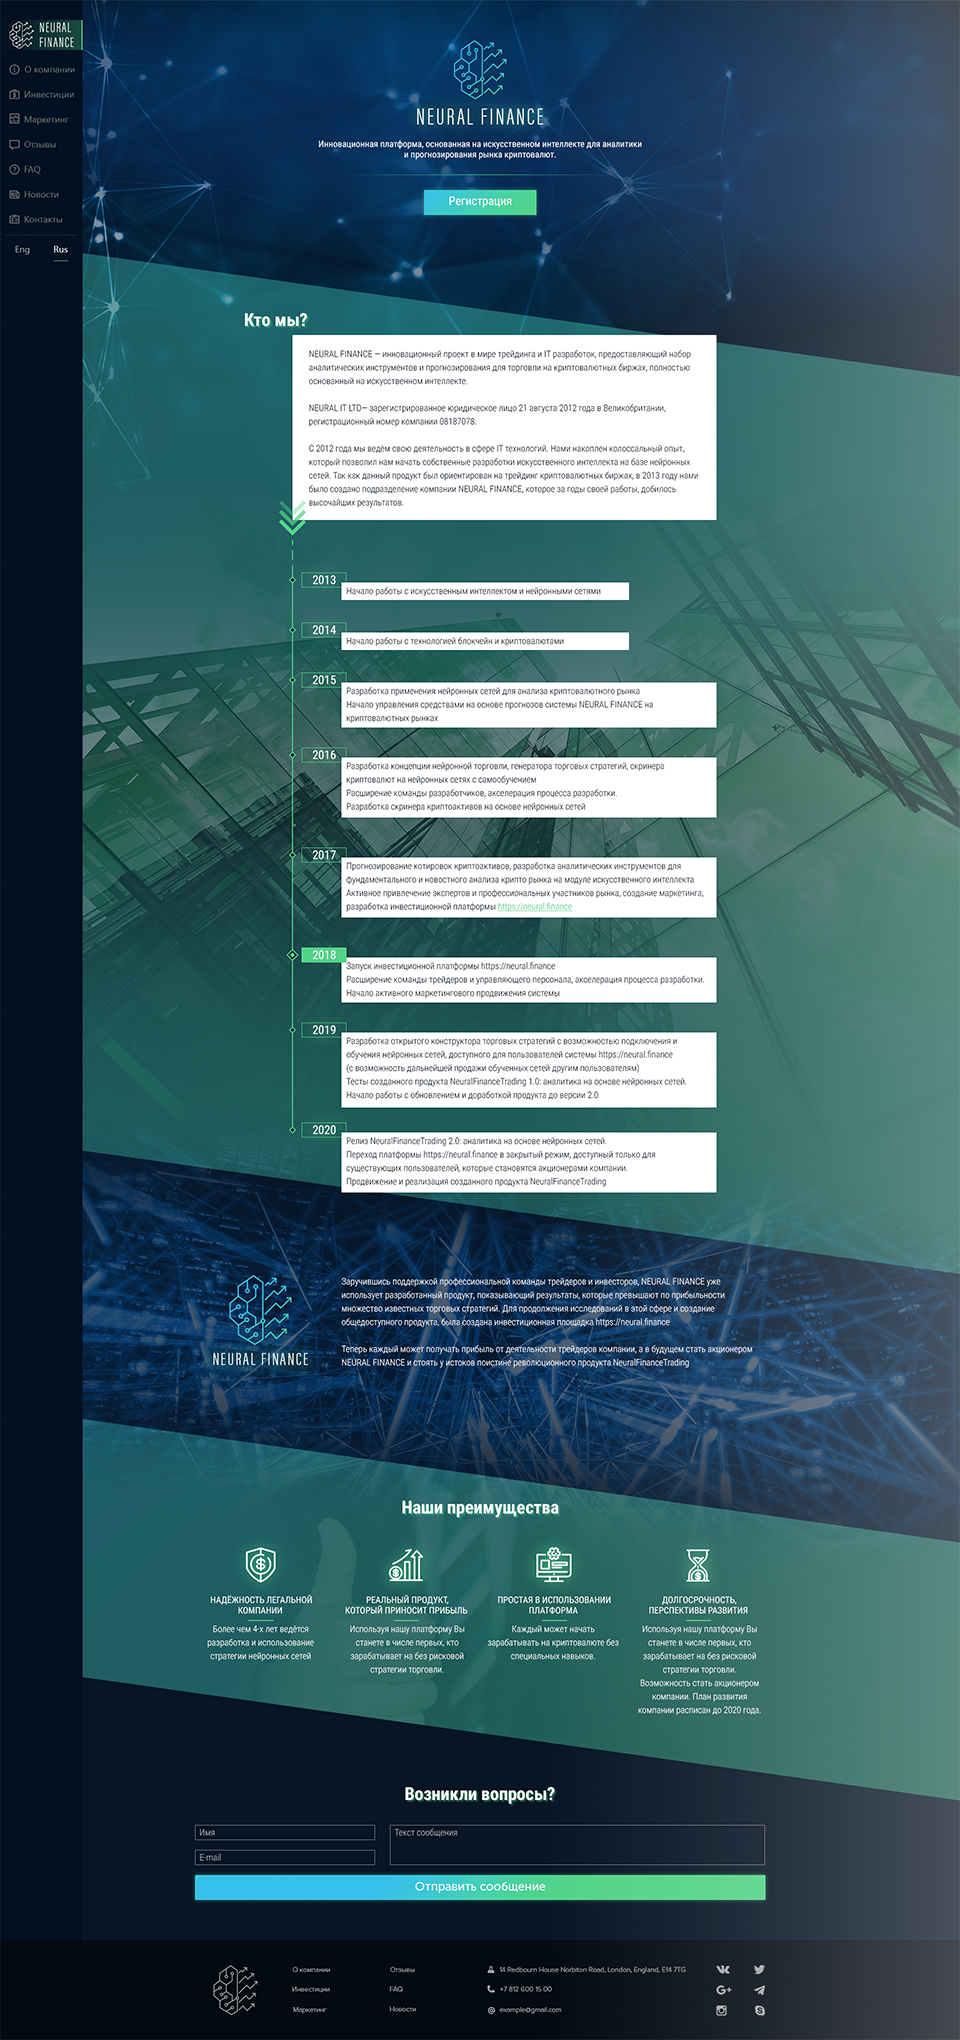 NEURAL
FINANCE
О компании
Инвестиции
Маркетинг
Отзывы
FAQ
Новости
Контакты
Eng
Rus
NEURAL FINANCE
Инновационная платформа, основанная на искусственном интеллекте для аналитики
и прогнозирования рынка криптовалют.
Регистрация
Кто мы?
NEURAL FINANCE – инновационный проект в мире трейдинга и IT разработок, предоставляющий набор
аналитических инструментов и прогнозирования для торговли на криптовалютных биржах, полностью
основанный на искусственном интеллекте.
NEURAL IT LTD– зарегистрированное юридическое лицо 21 августа 2012 года в Великобритании,
регистрационный номер компании 08187078.
С 2012 года мы ведём свою деятельность в сфере IT технологий. Нами накоплен колоссальный опыт,
который позволил нам начать собственные разработки искусственного интеллекта на базе нейронных
сетей. Так как данный продукт был ориентирован на трейдинг криптовалютных биржах, в 2013 году нами
было создано подразделение компании NEURAL FINANCE, которое за годы своей работы, добилось
высочайших результатов.
2013
Начало работы с искусственным интеллектом и нейронными сетями
2014
Начало работы с технологией блокчейн и криптовалютами
2015
Разработка применения нейронных сетей для анализа криптовалютного рынка
Начало управления средствами на основе прогнозов системы NEURAL FINANCE на
криптовалютных рынках
2016
Разработка концепции нейронной торговли, генератора торговых стратегий, скринера
криптовалют на нейронных сетях с самообучением
Расширение команды разработчиков, акселерация процесса разработки.
Разработка скринера криптоактивов на основе нейронных сетей
2017
Прогнозирование котировок криптоактивов, разработка аналитических инструментов для
фундаментального и новостного анализа крипто рынка на модуле искусственного интеллекта
Активное привлечение экспертов и профессиональных участников рынка, создание маркетинга,
разработка инвестиционной платформы https://neural.finance
2018
Запуск инвестиционной платформы https://neural.finance
Расширение команды трейдеров и управляющего персонала, акселерация процесса разработки.
Начало активного маркетингового продвижения системы
2019
Разработка открытого конструктора торговых стратегий с возможностью подключения и
обучения нейронных сетей, доступного для пользователей системы https://neural.finance
(с возможность дальнейшей продажи обученных сетей другим пользователям)
Тесты созданного продукта NeuralFinanceTrading 1.0: аналитика на основе нейронных сетей.
Начало работы с обновлением и доработкой продукта до версии 2.0
2020
Релиз NeuralFinanceTrading 2.0: аналитика на основе нейронных сетей.
Переход платформы https://neural.finance в закрытый режим, доступный только для
существующих пользователей, которые становятся акционерами компании.
Продвижение и реализация созданного продукта NeuralFinanceTrading
NEURAL FINANCE
Заручившись поддержкой профессиональной команды трейдеров и инвесторов, NEURAL FINANCE уже
использует разработанный продукт, показывающий результаты, которые превышают по прибыльности
множество известных торговых стратегий. Для продолжения исследований в этой сфере и создание
общедоступного продукта, была создана инвестиционная площадка https://neural.finance
Теперь каждый может получать прибыль от деятельности трейдеров компании, а в будущем стать акционером
NEURAL FINANCE и стоять у истоков поистине революционного продукта NeuralFinanceTrading
Наши преимущества
НАДЁЖНОСТЬ ЛЕГАЛЬНОЙ
КОМПАНИИ
Более чем 4-х лет ведётся
разработка и использование
стратегии нейронных сетей
РЕАЛЬНЫЙ ПРОДУКТ,
КОТОРЫЙ ПРИНОСИТ ПРИБЫЛЬ
Используя нашу платформу Вы
станете в числе первых, кто
зарабатывает на без рисковой
стратегии торговли.
ПРОСТАЯ В ИСПОЛЬЗОВАНИИ
ПЛАТФОРМА
Каждый может начать
зарабатывать на криптовалюте без
специальных навыков.
ДОЛГОСРОЧНОСТЬ,
ПЕРСПЕКТИВЫ РАЗВИТИЯ
Используя нашу платформу Вы
станете в числе первых, кто
зарабатывает на без рисковой
стратегии торговли.
Возможность стать акционером
компании. План развития
компании расписан до 2020 года.
Возникли вопросы?
Имя
E-mail
Текст сообщения
Отправить сообщение
О компании
Инвестиции
Маркетинг
Отзывы
FAQ
Новости
14 Redbourn House Norbiton Road, London, England, E14 7TG
+7 812 600 15 00
example@gmail.com